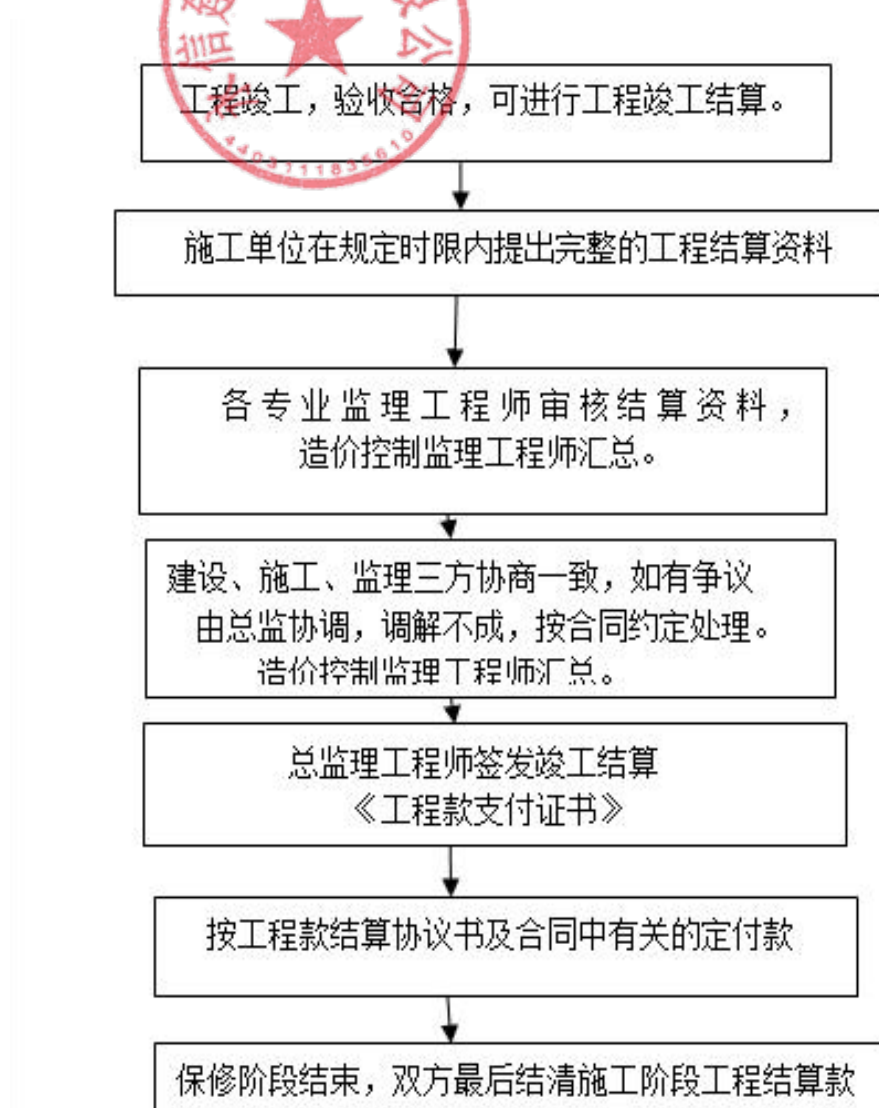 工程竣工，验收合格，可进行工程竣工结算。
施工单位在规定时限内提出完整的工程结算资料
各专业监理工程师审核结算资料，
造价控制监理工程师汇总。
建设、施工、监理三方协商一致，如有争议
由总监协调，调解不成，按合同约定处理。
造价控制监理工程师汇总。
总监理工程师签发竣工结算
《工程款支付证书》
按工程款结算协议书及合同中有关的定付款
保修阶段结束，双方最后结清施工阶段工程结算款